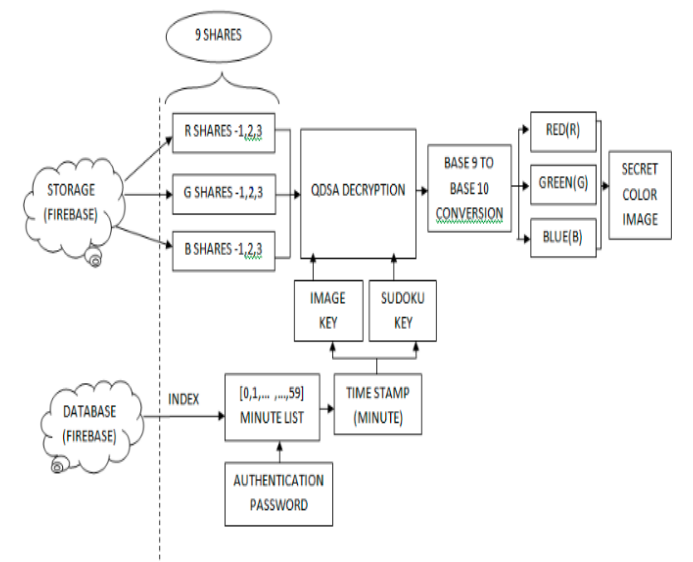 9 SHARES
R SHARES -1,2,3
G SHARES -1,2,3
B SHARES -1,2,3
STORAGE
(FIREBASE)
QDSA DECRYPTION
BASE 9 TO
BASE 10
CONVERSION
RED(R)
GREEN(G)
BLUE(B)
SECRET
COLOR
IMAGE
IMAGE
KEY
SUDOKU
KEY
DATABASE
(FIREBASE)
INDEX
[0,1,... ,...,59]
MINUTE LIST
TIME STAMP
(MINUTE)
AUTHENTICATION
PASSWORD